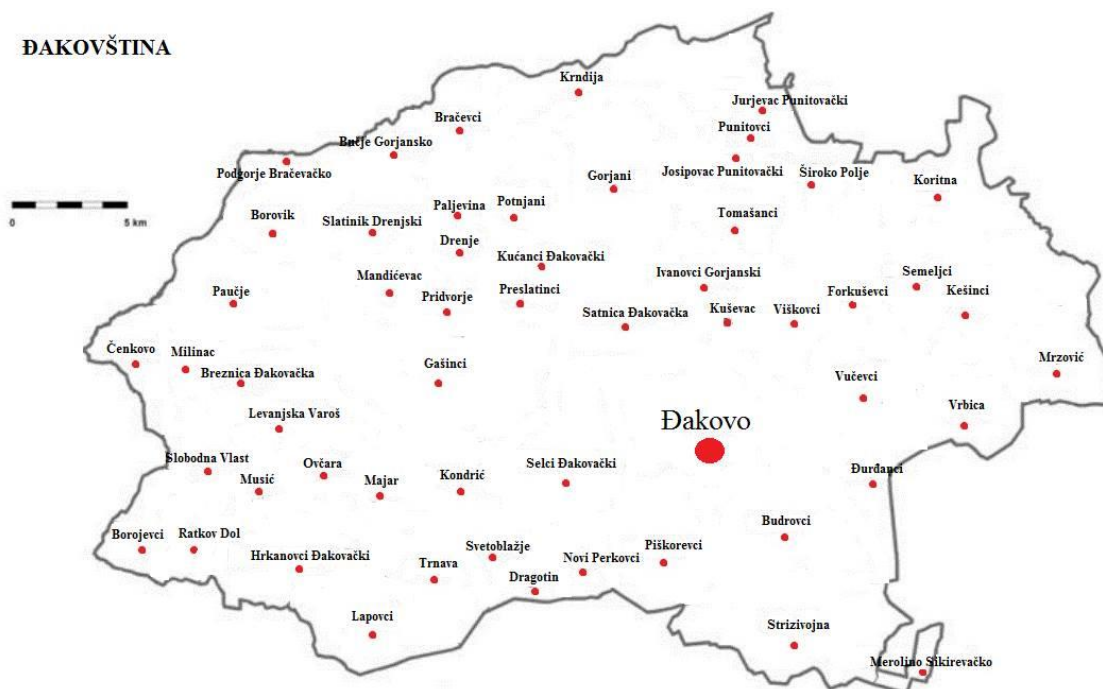 ĐAKOVŠTINA
Krndija
Jurjevac Punitovački
Bračevci
Punitovci
Bučje Gorjansko
Podgorje Bračevačko
Josipovac Punitovački
Široko Polje
Gorjani
Koritna
Paljevina
Potnjani
0
5 km
Borovik
Slatinik Drenjski
Tomašanci
Drenje
Kućanci Đakovački
Mandićevac
Ivanovci Gorjanski
Semeljci
Paučje
Pridvorje
Preslatinci
Forkuševci
Kešinci
Satnica Đakovačka
Kuševac
Viškovci
Čenkovo
Milinac
Gašinci
Mrzović
Breznica Đakovačka
Vučevci
Levanjska Varoš
Vrbica
Đakovo
Slobodna Vlast
Ovčara
Selci Đakovački
Musić
Majar
Kondrić
Đurđanci
Budrovci
Borojevci
Ratkov Dol
Hrkanovci Đakovački
Svetoblažje
Piškorevci
Trnava
Novi Perkovci
Dragotin
Lapovci
Strizivojna
Merolino Sikirevačko